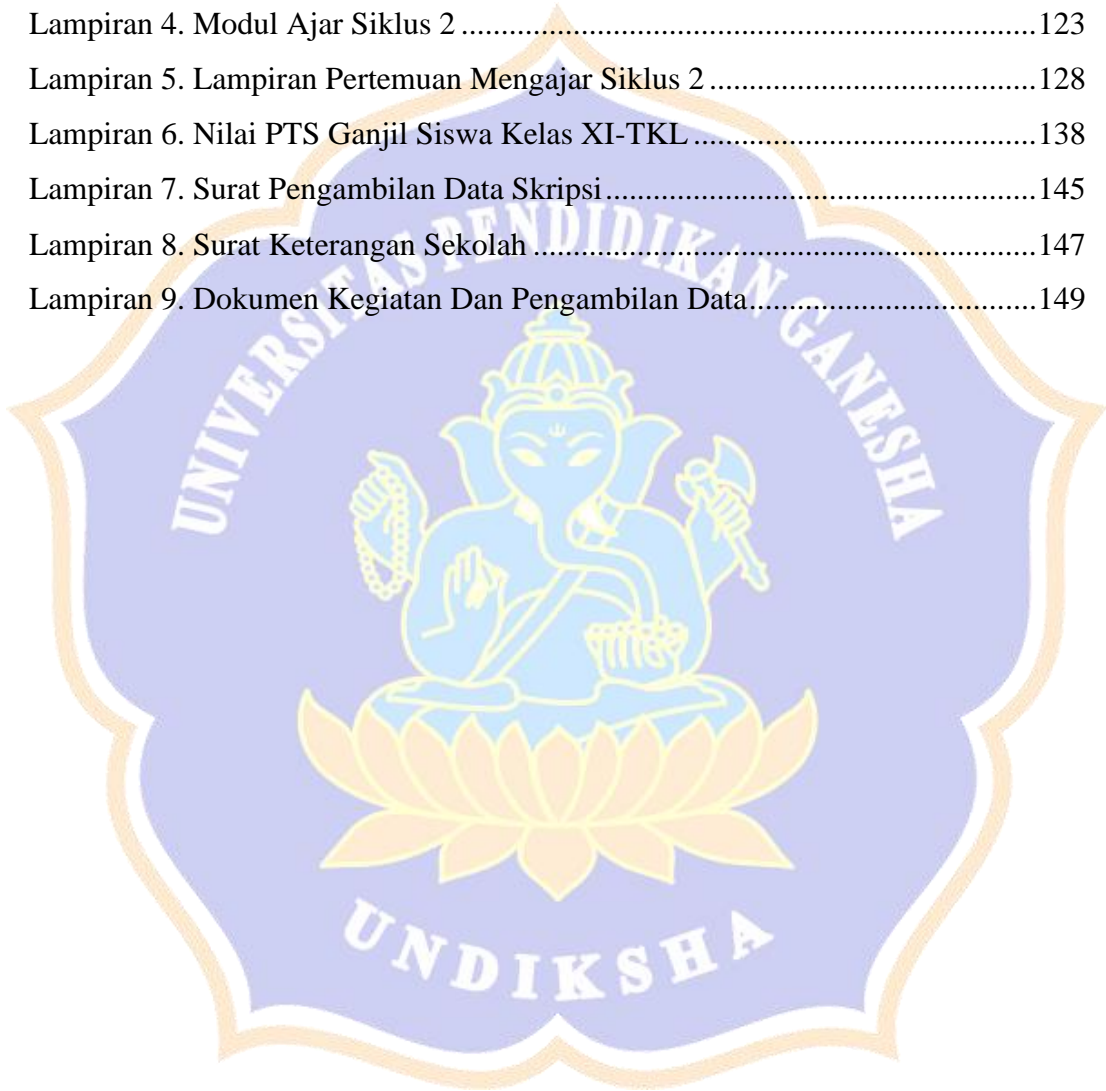 Lampiran 4. Modul Ajar Siklus 2 ........................................................................123
Lampiran 5. Lampiran Pertemuan Mengajar Siklus 2 .........................................128
Lampiran 6. Nilai PTS Ganjil Siswa Kelas XI-TKL ...........................................138
Lampiran 7. Surat Pengambilan Data Skripsi......................................................145
Lampiran 8. Surat Keterangan Sekolah ...............................................................147
Lampiran 9. Dokumen Kegiatan Dan Pengambilan Data....................................149
UNIVERSITAS PENDIDIKAN GANESHA
UNDIKSHA